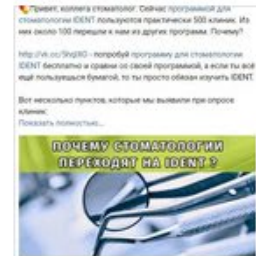 Привет, коллега стоматолог. Сейчас программой для
стоматологии IDENT пользуются практически 500 клиник. Из
них около 100 перешли к нам из других программ. Почему?
- попробуй программу для стоматологии
IDENT бесплатно и сравни со своей программой, а если ты всё
ещё пользуешься бумагой, то ты просто обязан изучить IDENT.
Вот несколько пунктов, которые мы выявили при опросе
клиник:
Показать полностью...
ПОЧЕМУ СТОМАТОЛОГИИ
ПЕРЕХОДЯТ НА IDENT?